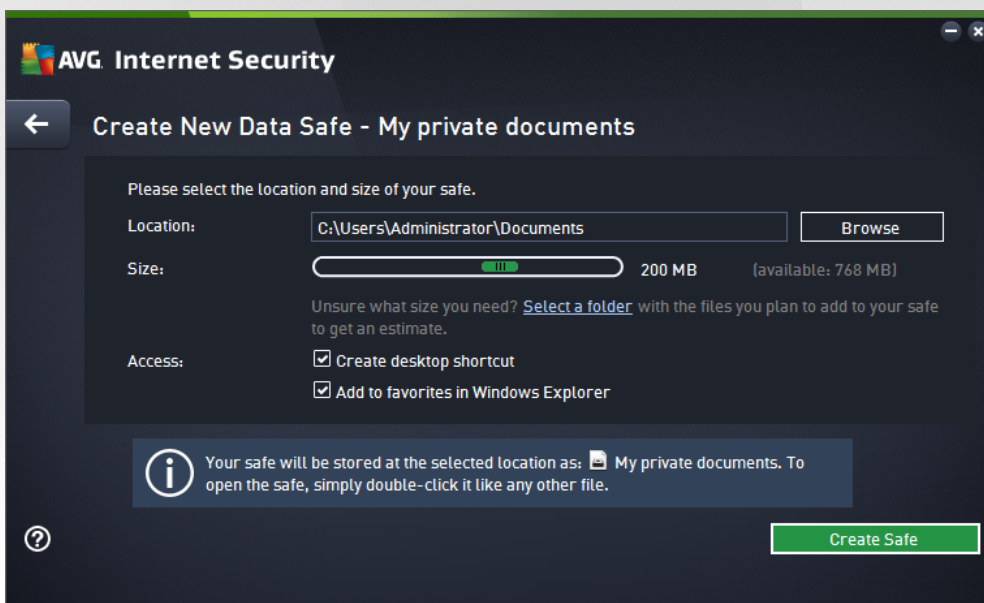 AVG. Internet Security
Create New Data Safe - My private documents
Please select the location and size of your safe.
Location: C:\Users\Administrator\Documents Browse
Size: 200 MB (available: 768 MB)
Unsure what size you need? Select a folder with the files you plan to add to your safe
to get an estimate.
Access: Create desktop shortcut
Add to favorites in Windows Explorer
Your safe will be stored at the selected location as: My private documents. To
open the safe, simply double-click it like any other file.
Create Safe